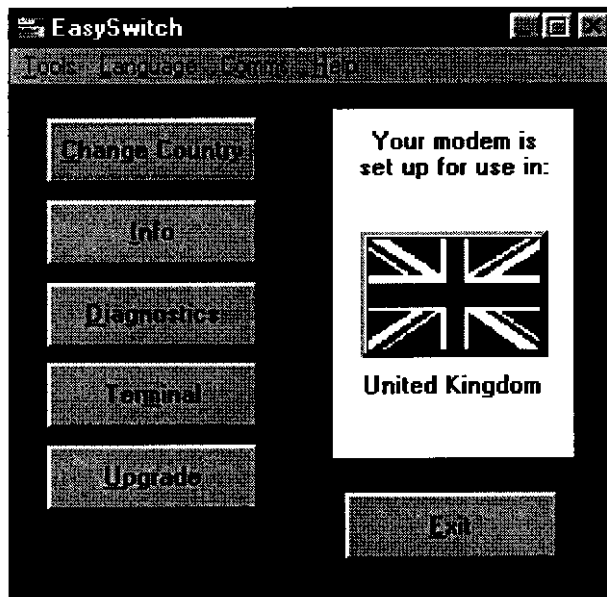 EasySwitch
Tools Language Comms Help
Change Country
Info
Diagnostics
Terminal
Upgrade
Your modem is
set up for use in:
United Kingdom
Exit